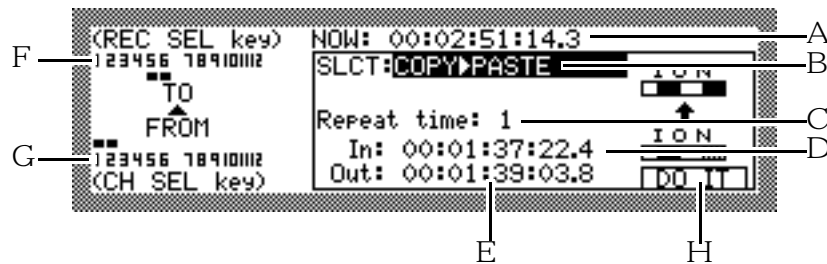 (REC SEL key)
NOW: 00:02:51:14.3
A
F
123456 789101112
SLCT:COPY▶PASTE
B
I O N
TO
FROM
Repeat time: 1
C
I O N
G
123456 789101112
In: 00:01:37:22.4
D
(CH SEL key)
Out: 00:01:39:03.8
DO IT
E
H